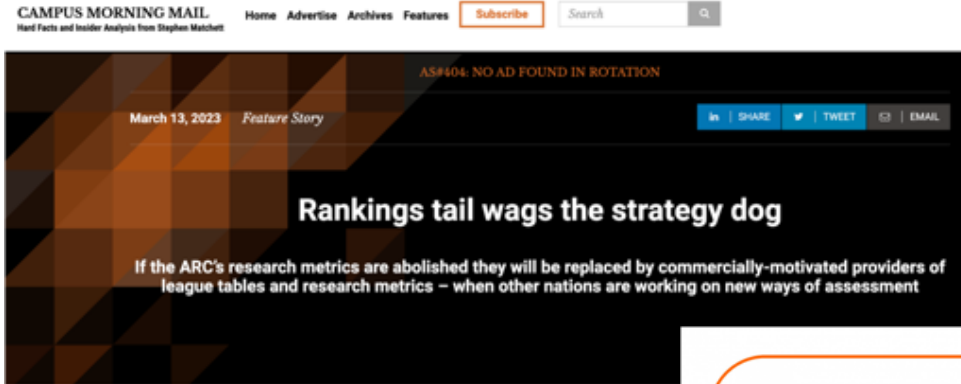 CAMPUS MORNING MAIL
Hard Facts and Insider Analysis from Stephen Matchett
Home Advertise Archives Features Subscribe Search
AS#404: NO AD FOUND IN ROTATION
March 13, 2023 Feature Story
in | SHARE | TWEET | EMAIL
Rankings tail wags the strategy dog
If the ARC's research metrics are abolished they will be replaced by commercially-motivated providers of
league tables and research metrics – when other nations are working on new ways of assessment